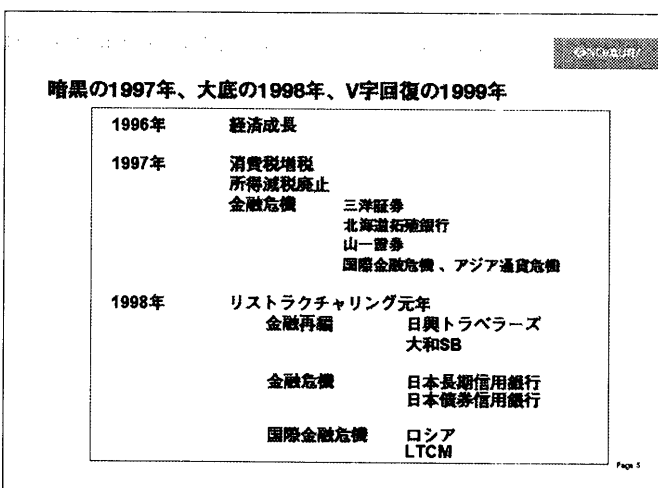 NOMURA
暗黒の1997年、大底の1998年、V字回復の1999年
1996年 経済成長
1997年 消費税増税
所得減税廃止
金融危機 三洋証券
北海道拓殖銀行
山一證券
国際金融危機、アジア通貨危機
1998年 リストラクチャリング元年
金融再編 日興トラベラーズ
大和SB
金融危機 日本長期信用銀行
日本債券信用銀行
国際金融危機 ロシア
LTCM
Page 5